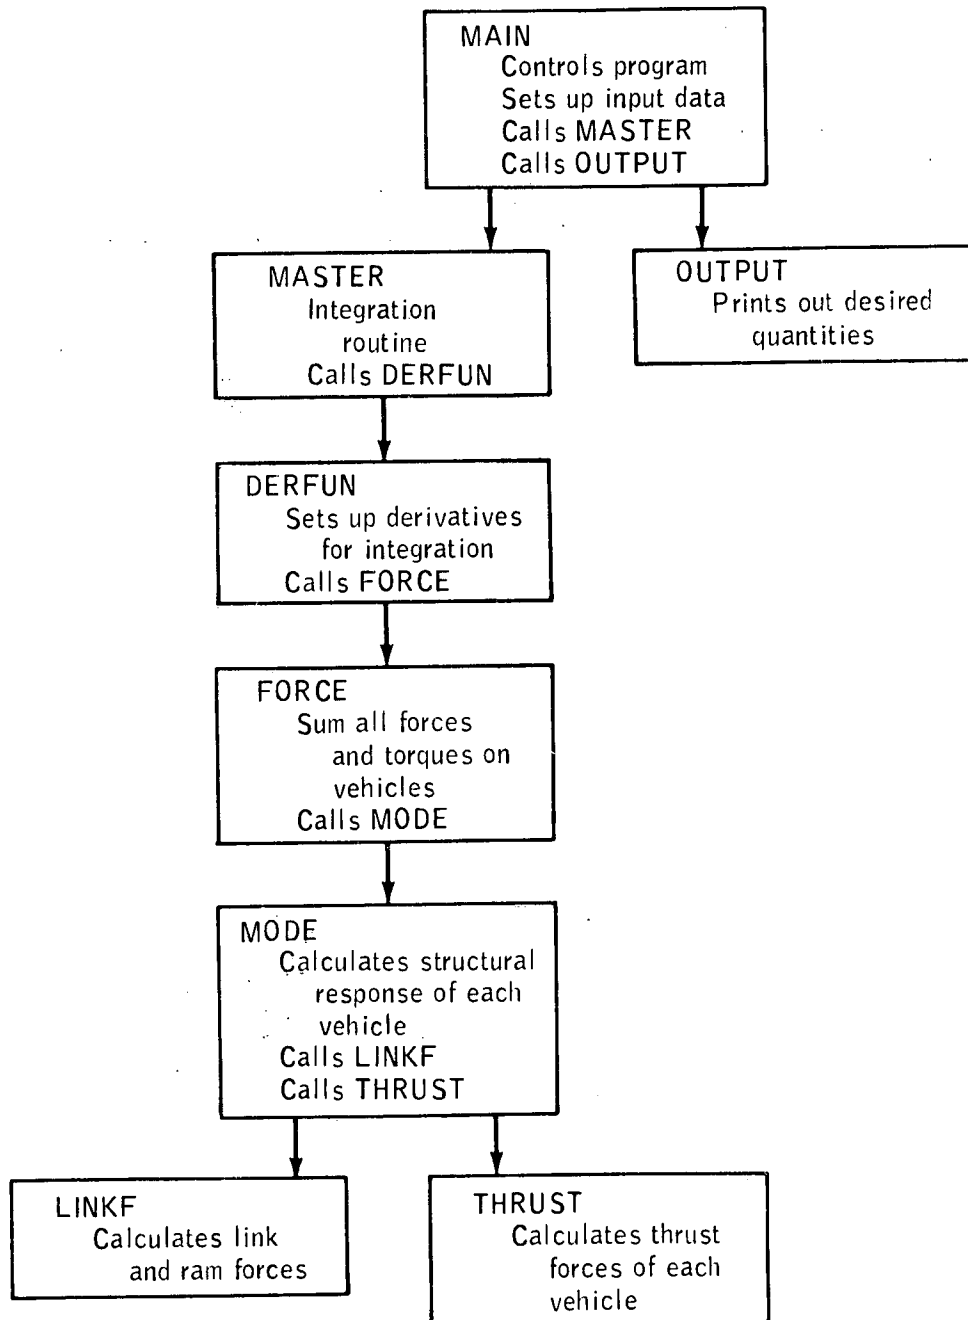 MAIN
Controls program
Sets up input data
Calls MASTER
Calls OUTPUT
MASTER
Integration
routine
Calls DERFUN
OUTPUT
Prints out desired
quantities
DERFUN
Sets up derivatives
for integration
Calls FORCE
FORCE
Sum all forces
and torques on
vehicles
Calls MODE
MODE
Calculates structural
response of each
vehicle
Calls LINKF
Calls THRUST
LINKF
Calculates link
and ram forces
THRUST
Calculates thrust
forces of each
vehicle